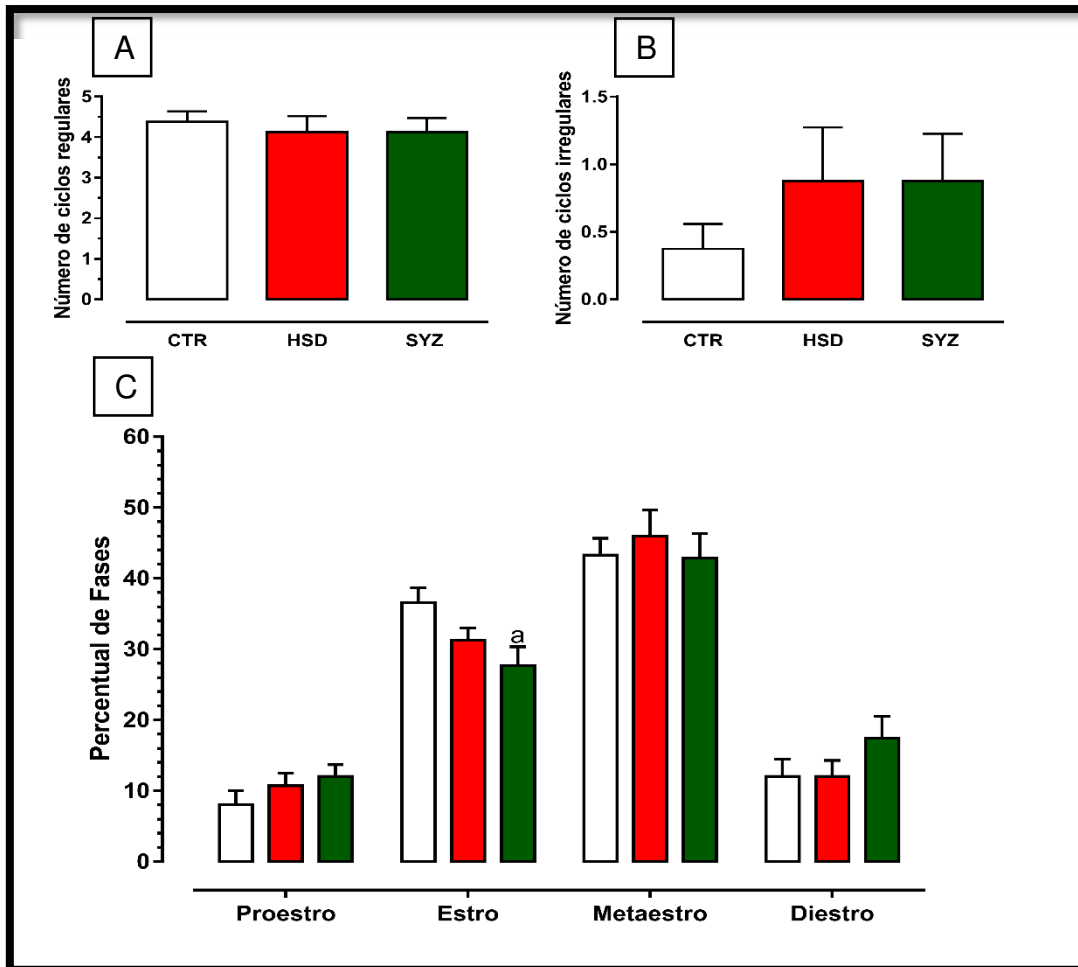 A
Número de ciclos regulares
5
4
3
2
1
0
CTR HSD SYZ
B
Número de ciclos irregulares
1.5
1.0
0.5
0.0
CTR HSD SYZ
C
Percentual de Fases
60
50
40
30
20
10
0
a
Proestro Estro Metaestro Diestro